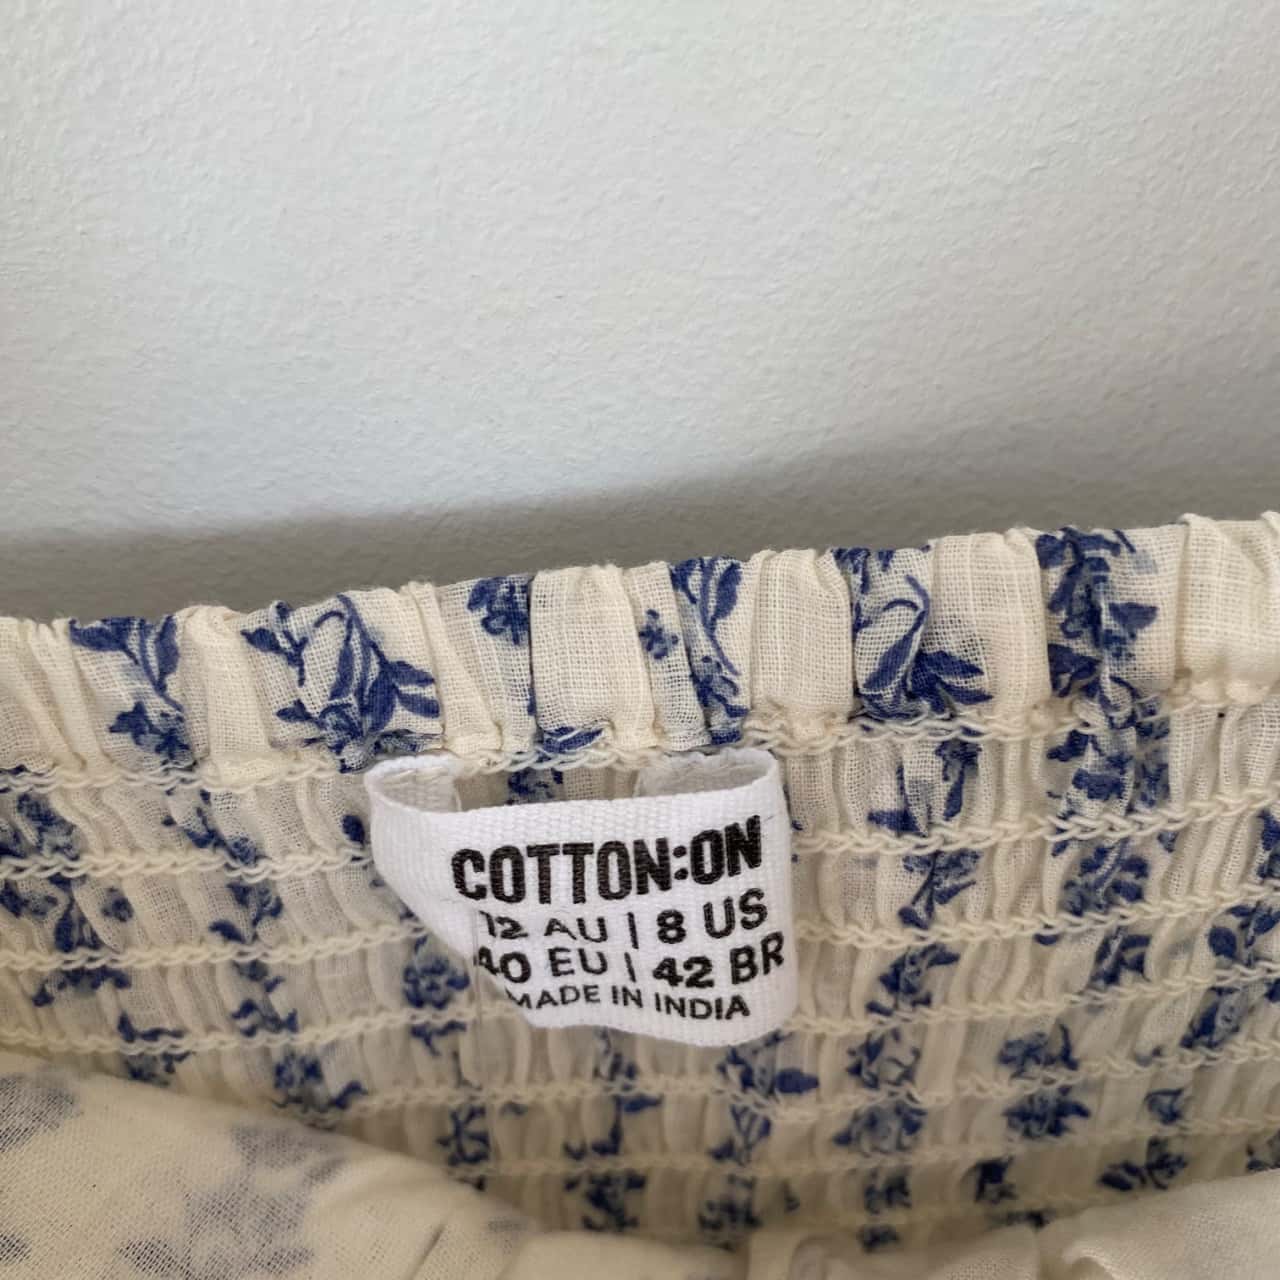 COTTON:ON
12 AU | 8 US
40 EU | 42 BR
MADE IN INDIA